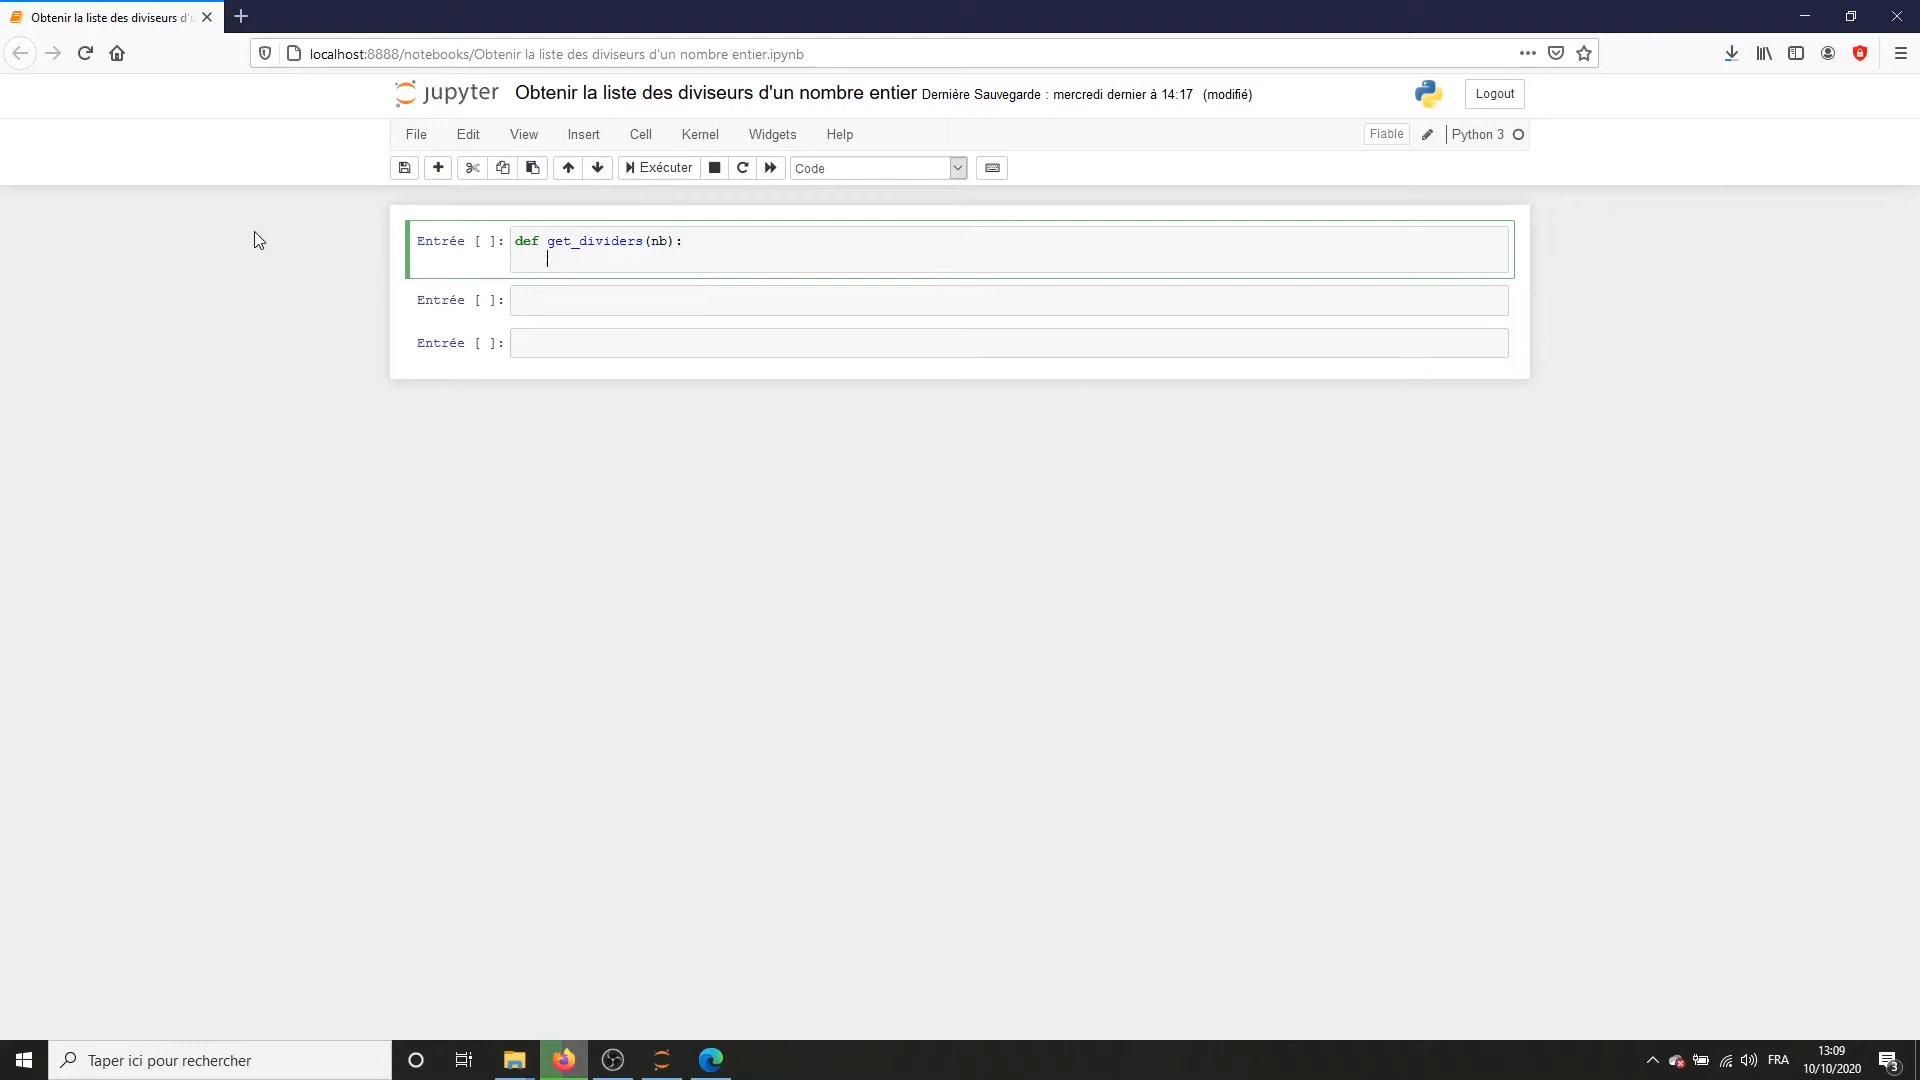 Obtenir la liste des diviseurs d'u
localhost:8888/notebooks/Obtenir la liste des diviseurs d'un nombre entier.ipynb
jupyter Obtenir la liste des diviseurs d'un nombre entier Dernière Sauvegarde : mercredi dernier à 14:17 (modifié)
Logout
File Edit View Insert Cell Kernel Widgets Help
Fiable
Python 3
Exécuter
Code
Entrée [ ]: def get_dividers(nb):
Entrée [ ]:
Entrée [ ]:
Taper ici pour rechercher
FRA
13:09
10/10/2020
3